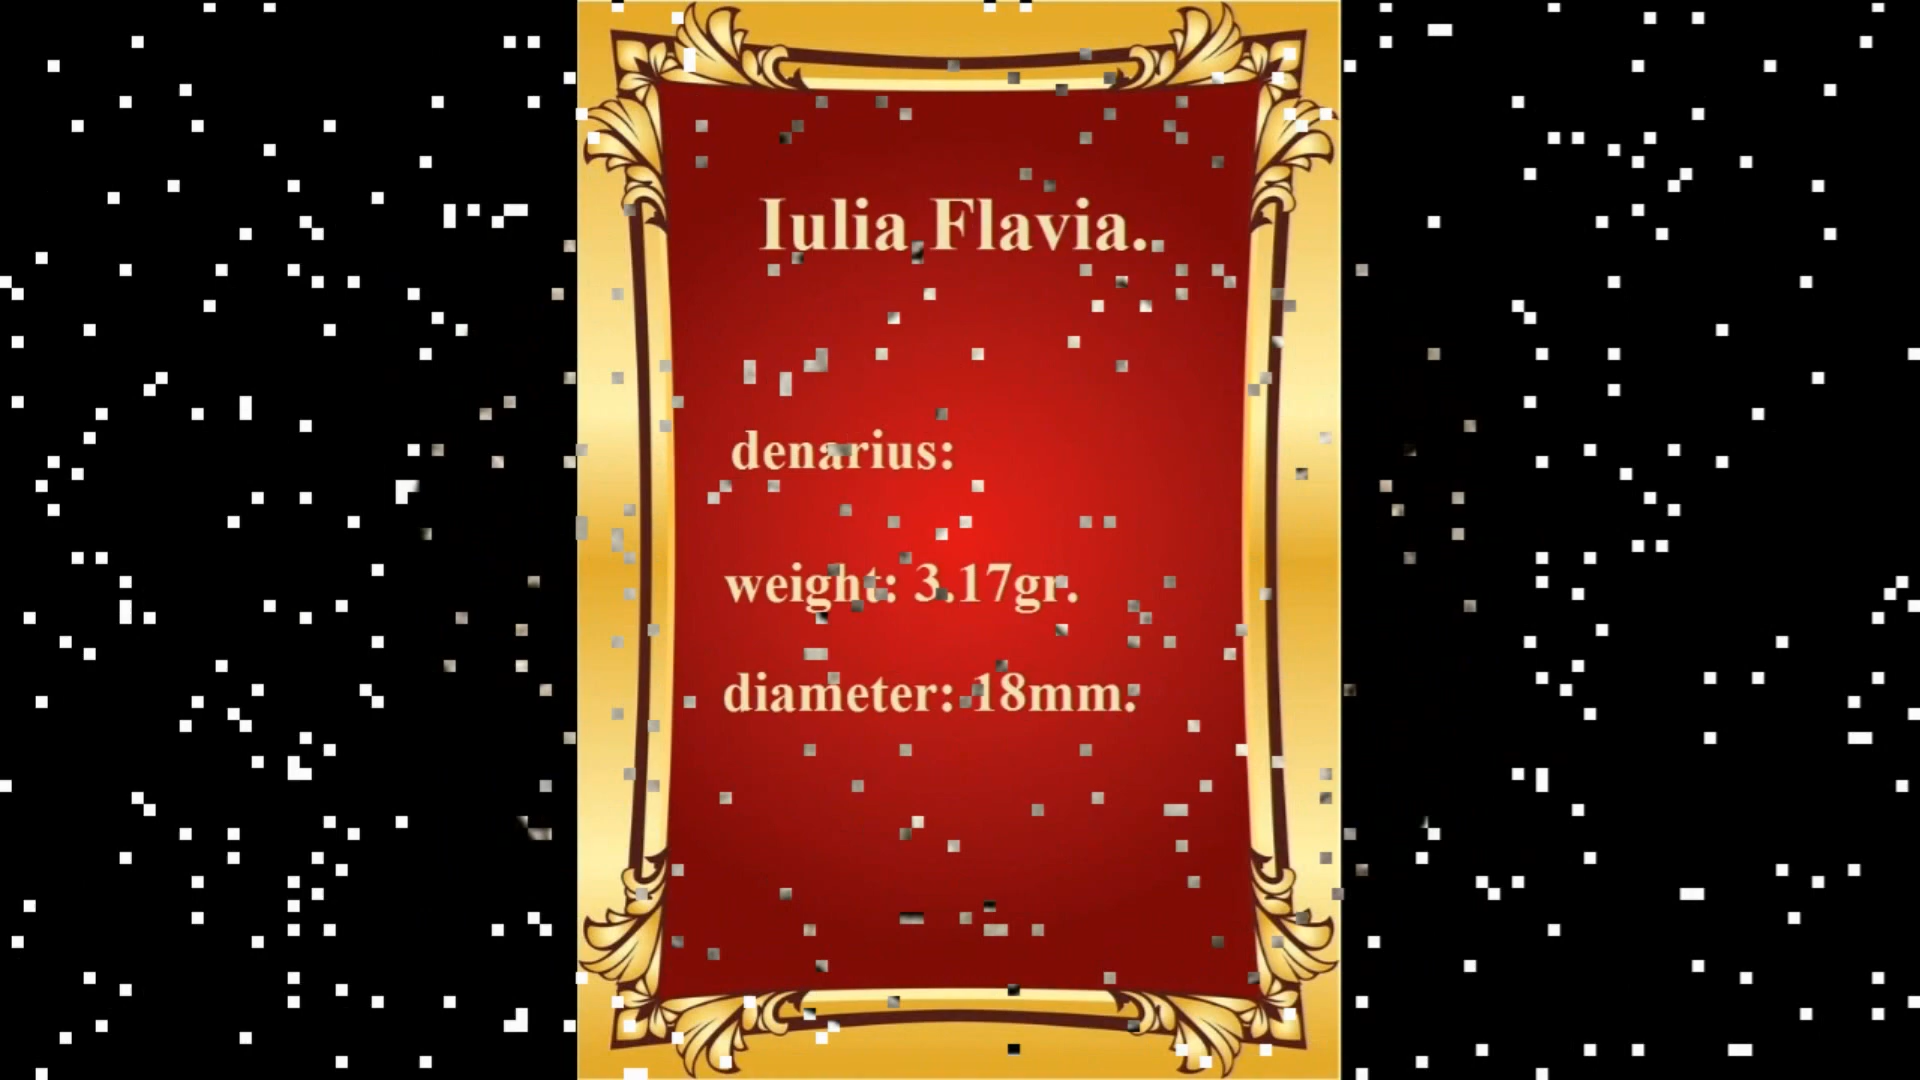 Iulia Flavia..
denarius:
weight: 3.17gr.
diameter: 18mm.